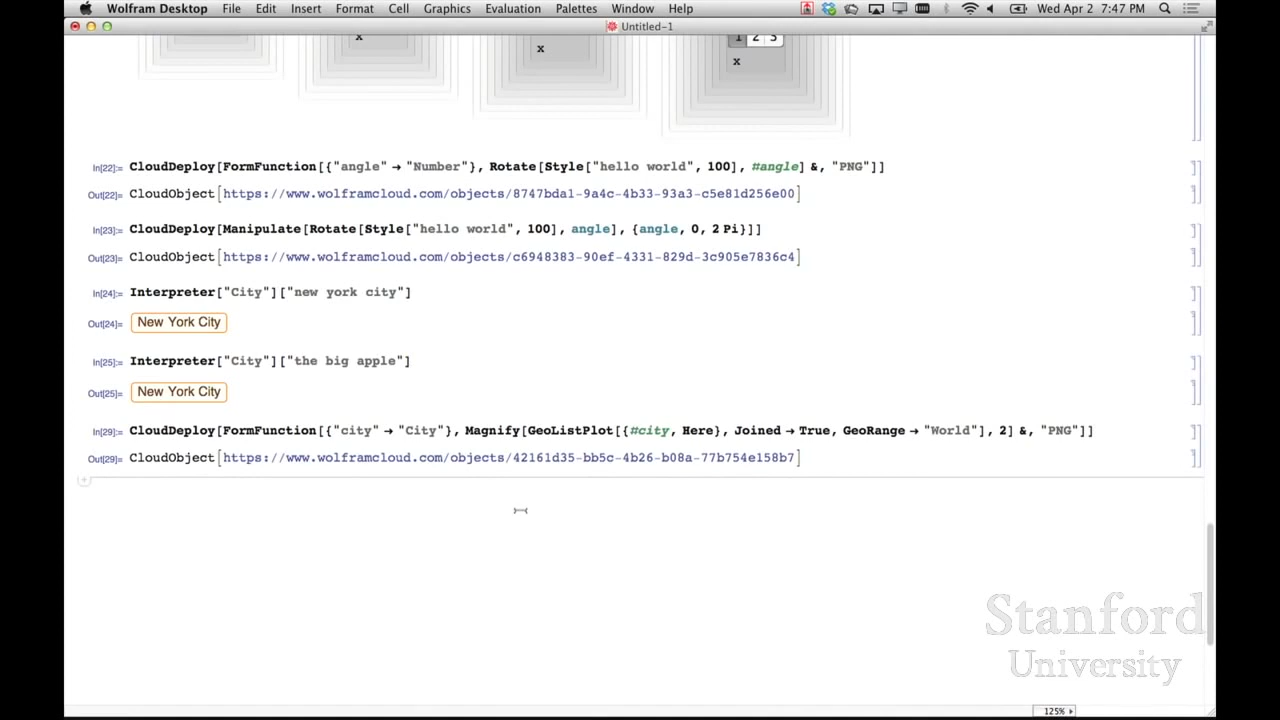 Wolfram Desktop File Edit Insert Format Cell Graphics Evaluation Palettes Window Help Wed Apr 2 7:47 PM
Untitled-1
1 2 3
x x x
In[22]:= CloudDeploy[FormFunction[{"angle" → "Number"}, Rotate[Style["hello world", 100], #angle] &, "PNG"]]
Out[22]= CloudObject[https://www.wolframcloud.com/objects/8747bda1-9a4c-4b33-93a3-c5e81d256e00]
In[23]:= CloudDeploy[Manipulate[Rotate[Style["hello world", 100], angle], {angle, 0, 2 Pi}]]
Out[23]= CloudObject[https://www.wolframcloud.com/objects/c6948383-90ef-4331-829d-3c905e7836c4]
In[24]:= Interpreter["City"]["new york city"]
Out[24]= New York City
In[25]:= Interpreter["City"]["the big apple"]
Out[25]= New York City
In[29]:= CloudDeploy[FormFunction[{"city" → "City"}, Magnify[GeoListPlot[{#city, Here}, Joined → True, GeoRange → "World"], 2] &, "PNG"]]
Out[29]= CloudObject[https://www.wolframcloud.com/objects/42161d35-bb5c-4b26-b08a-77b754e158b7]
Stanford
University
125%